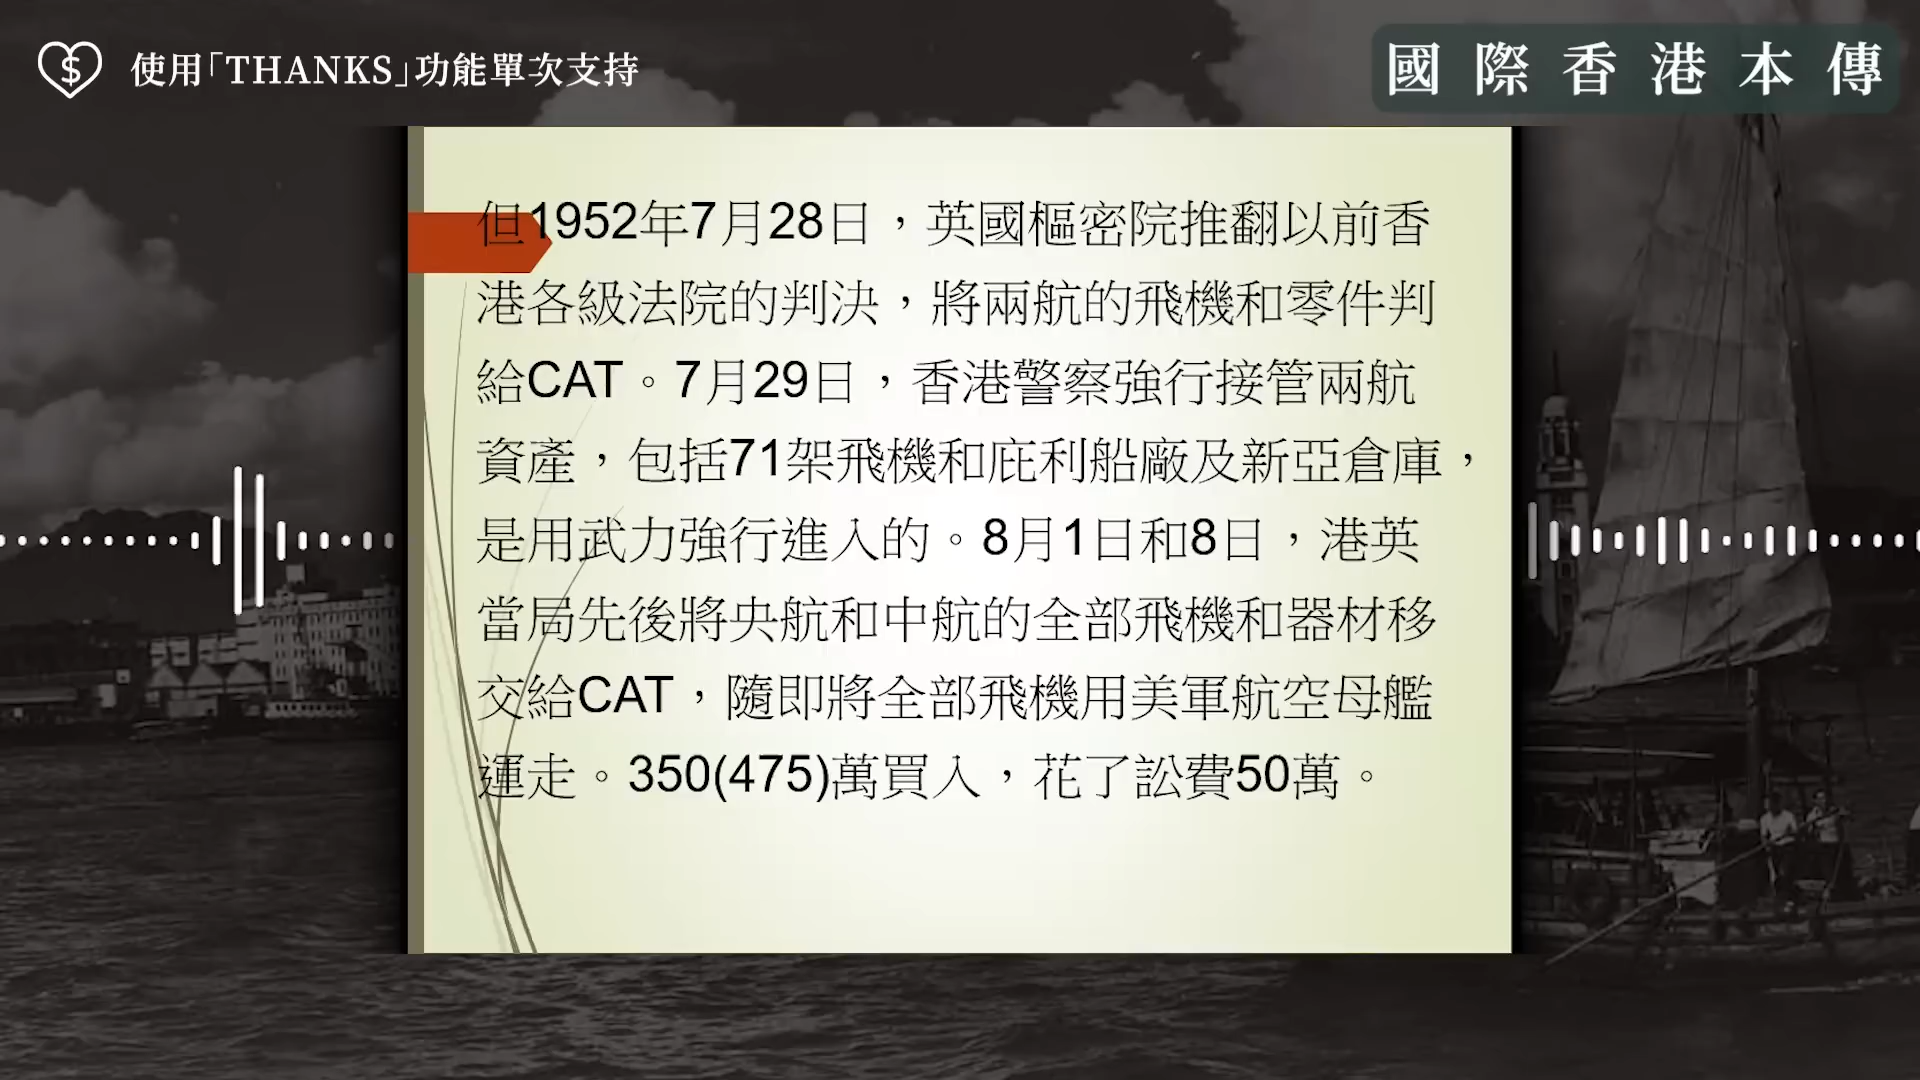 使用「THANKS」功能單次支持
國際香港本傳
但1952年7月28日，英國樞密院推翻以前香
港各級法院的判決，將兩航的飛機和零件判
給CAT。7月29日，香港警察強行接管兩航
資產，包括71架飛機和庇利船廠及新亞倉庫，
是用武力強行進入的。8月1日和8日，港英
當局先後將央航和中航的全部飛機和器材移
交給CAT，隨即將全部飛機用美軍航空母艦
運走。350(475)萬買入，花了訟費50萬。